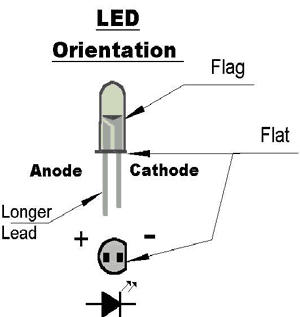 LED
Orientation
Flag
Flat
Anode
Cathode
Longer
Lead
+
-